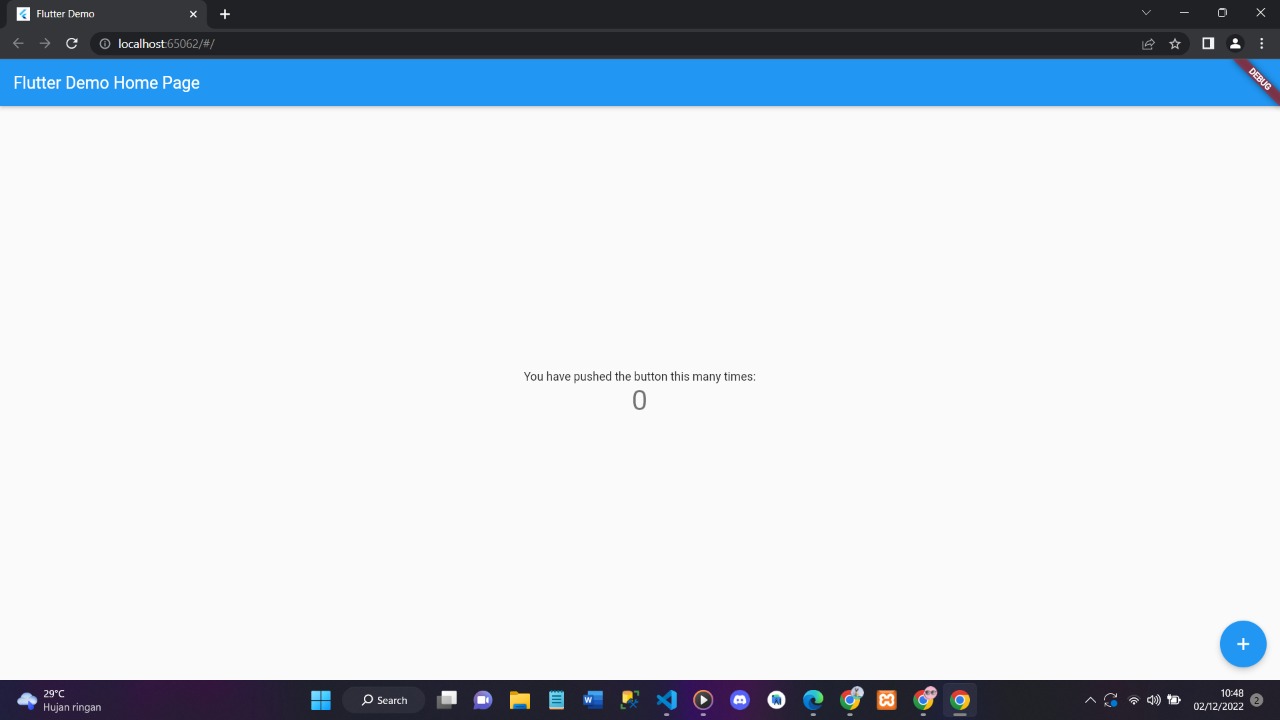 Flutter Demo
localhost:65062/#/
Flutter Demo Home Page
DEBUG
You have pushed the button this many times:
0
29°C
Hujan ringan
Search
10:48
02/12/2022
2